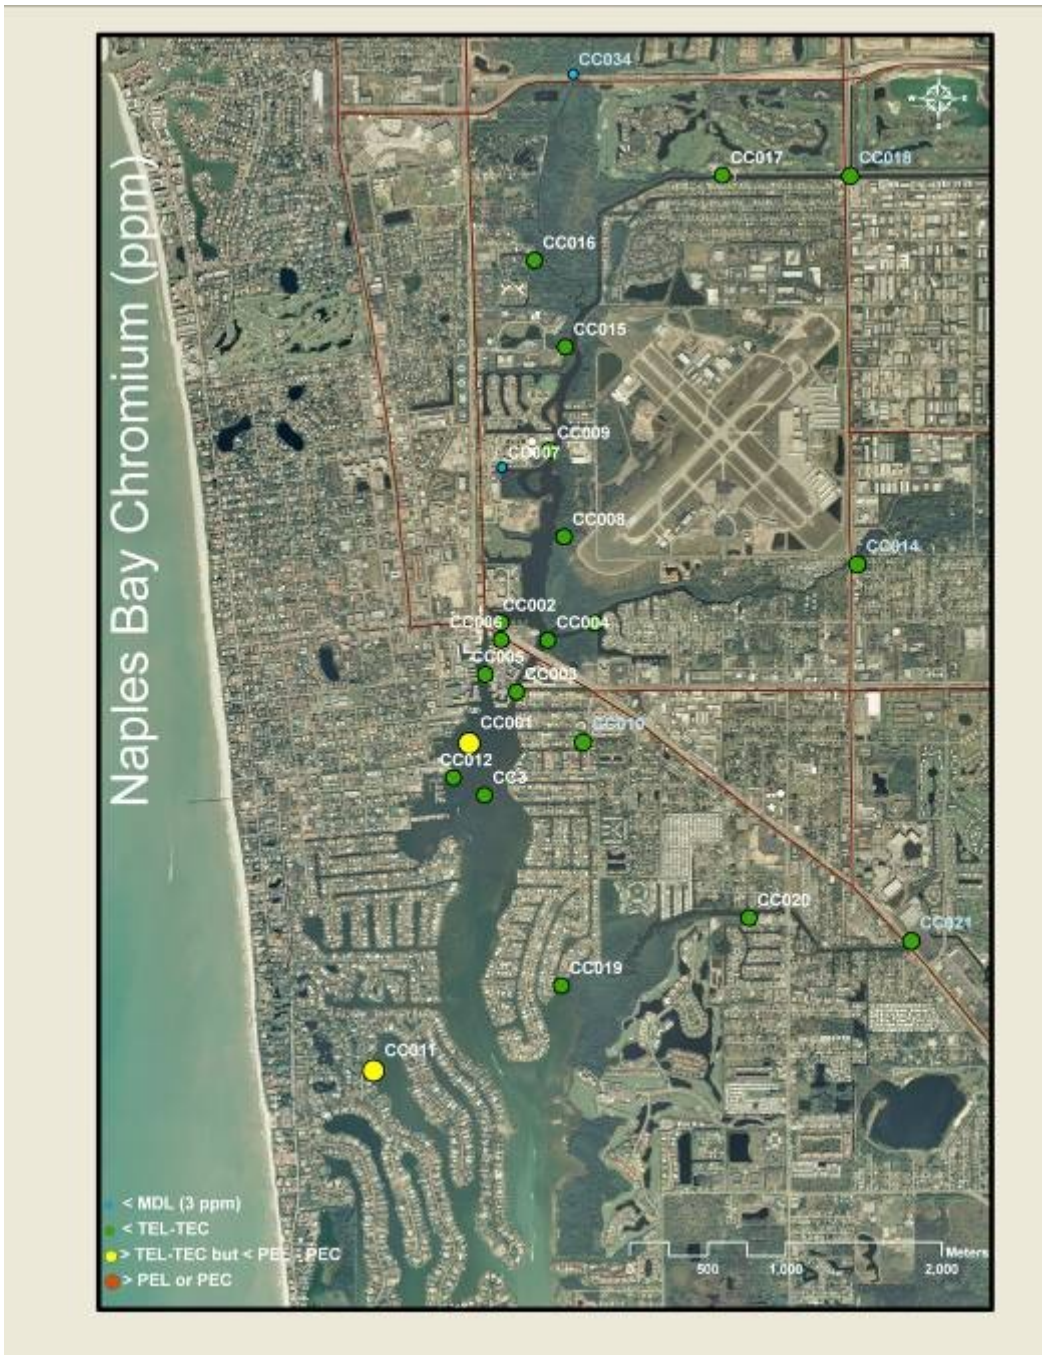 Naples Bay Chromium (ppm)
CC034
CC017
CC018
CC016
CC015
CC009
CC007
CC008
CC014
CC002
CC006
CC004
CC005
CC003
CC001
CC010
CC012
CC3
CC020
CC021
CC019
CC011
W E
< MDL (3 ppm)
< TEL-TEC
> TEL-TEC but < PEL - PEC
> PEL or PEC
Meters
0 500 1,000 2,000